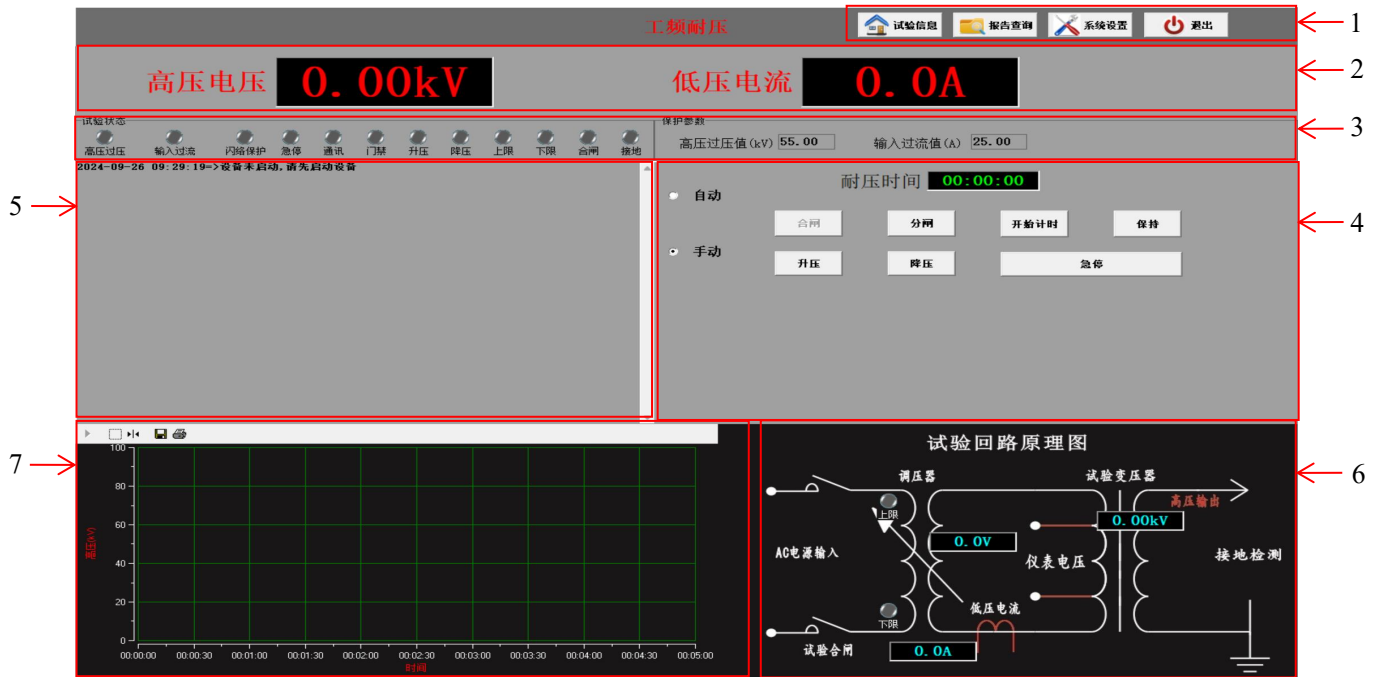 工频耐压 试验信息 报告查询 系统设置 退出 1
高压电压 0.00kV 低压电流 0.0A 2
试验状态 保护参数 3
高压过压 输入过流 闪络保护 急停 通讯 门禁 升压 降压 上限 下限 合闸 接地
高压过压值(kV) 55.00 输入过流值(A) 25.00
5
2024-09-26 09:29:19=>设备未启动,请先启动设备
耐压时间 00:00:00
自动
合闸 分闸 开始计时 保持 4
手动
升压 降压 急停
7
100
80
60
40
20
0
高压(kV)
00:00:00 00:00:30 00:01:00 00:01:30 00:02:00 00:02:30 00:03:00 00:03:30 00:04:00 00:04:30 00:05:00
时间
试验回路原理图
调压器 试验变压器 6
上限 高压输出
0.00kV
0.0V
AC电源输入 仪表电压 接地检测
低压电流
下限
试验合闸 0.0A